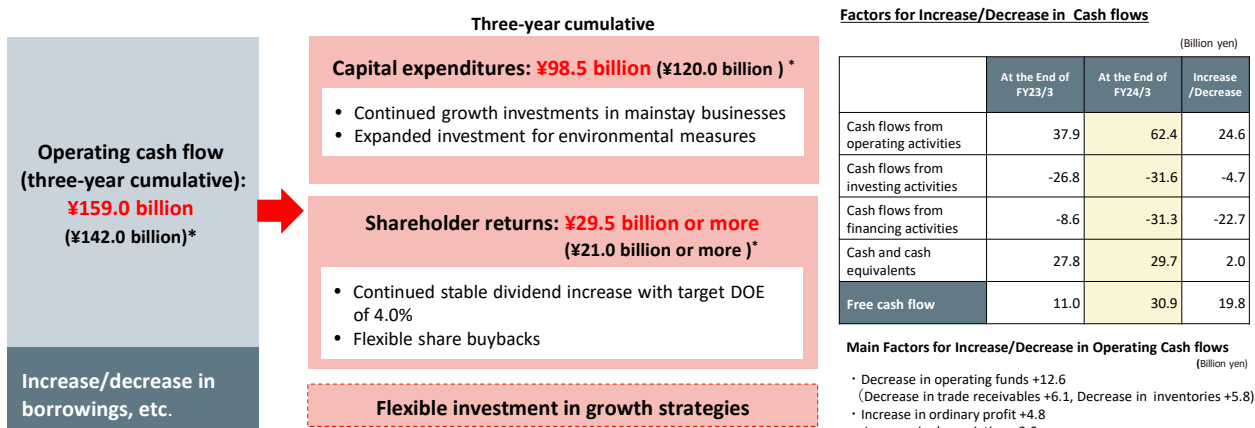 Three-year cumulative
Operating cash flow
(three-year cumulative):
¥159.0 billion
(¥142.0 billion)*
Increase/decrease in
borrowings, etc.
Capital expenditures: ¥98.5 billion (¥120.0 billion ) *
• Continued growth investments in mainstay businesses
• Expanded investment for environmental measures
Shareholder returns: ¥29.5 billion or more
(¥21.0 billion or more )*
• Continued stable dividend increase with target DOE
of 4.0%
• Flexible share buybacks
Flexible investment in growth strategies
Factors for Increase/Decrease in Cash flows
(Billion yen)
At the End of FY23/3 At the End of FY24/3 Increase /Decrease
Cash flows from operating activities 37.9 62.4 24.6
Cash flows from investing activities -26.8 -31.6 -4.7
Cash flows from financing activities -8.6 -31.3 -22.7
Cash and cash equivalents 27.8 29.7 2.0
Free cash flow 11.0 30.9 19.8
Main Factors for Increase/Decrease in Operating Cash flows
(Billion yen)
・Decrease in operating funds +12.6
（Decrease in trade receivables +6.1, Decrease in inventories +5.8)
・Increase in ordinary profit +4.8